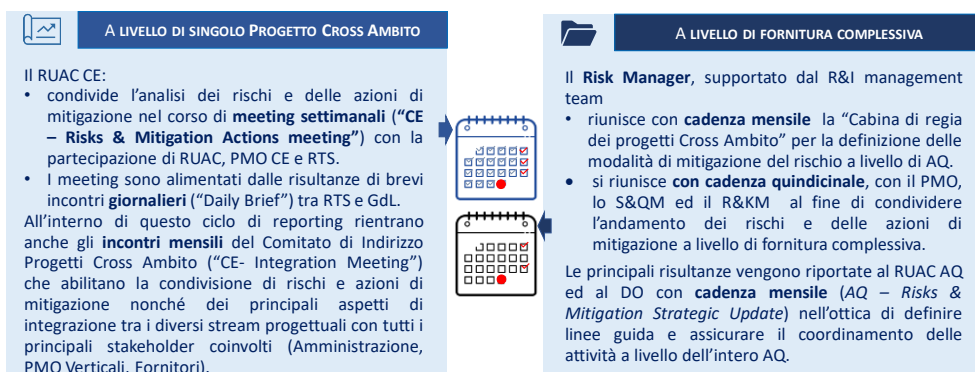 A LIVELLO DI SINGOLO PROGETTO CROSS AMBITO
Il RUAC CE:
• condivide l'analisi dei rischi e delle azioni di
mitigazione nel corso di meeting settimanali ("CE
– Risks & Mitigation Actions meeting") con la
partecipazione di RUAC, PMO CE e RTS.
• I meeting sono alimentati dalle risultanze di brevi
incontri giornalieri ("Daily Brief") tra RTS e GdL.
All'interno di questo ciclo di reporting rientrano
anche gli incontri mensili del Comitato di Indirizzo
Progetti Cross Ambito ("CE- Integration Meeting")
che abilitano la condivisione di rischi e azioni di
mitigazione nonché dei principali aspetti di
integrazione tra i diversi stream progettuali con tutti i
principali stakeholder coinvolti (Amministrazione,
PMO Verticali, Fornitori).
A LIVELLO DI FORNITURA COMPLESSIVA
Il Risk Manager, supportato dal R&I management
team
• riunisce con cadenza mensile la "Cabina di regia
dei progetti Cross Ambito" per la definizione delle
modalità di mitigazione del rischio a livello di AQ.
• si riunisce con cadenza quindicinale, con il PMO,
lo S&QM ed il R&KM al fine di condividere
l'andamento dei rischi e delle azioni di
mitigazione a livello di fornitura complessiva.
Le principali risultanze vengono riportate al RUAC AQ
ed al DO con cadenza mensile (AQ – Risks &
Mitigation Strategic Update) nell'ottica di definire
linee guida e assicurare il coordinamento delle
attività a livello dell'intero AQ.